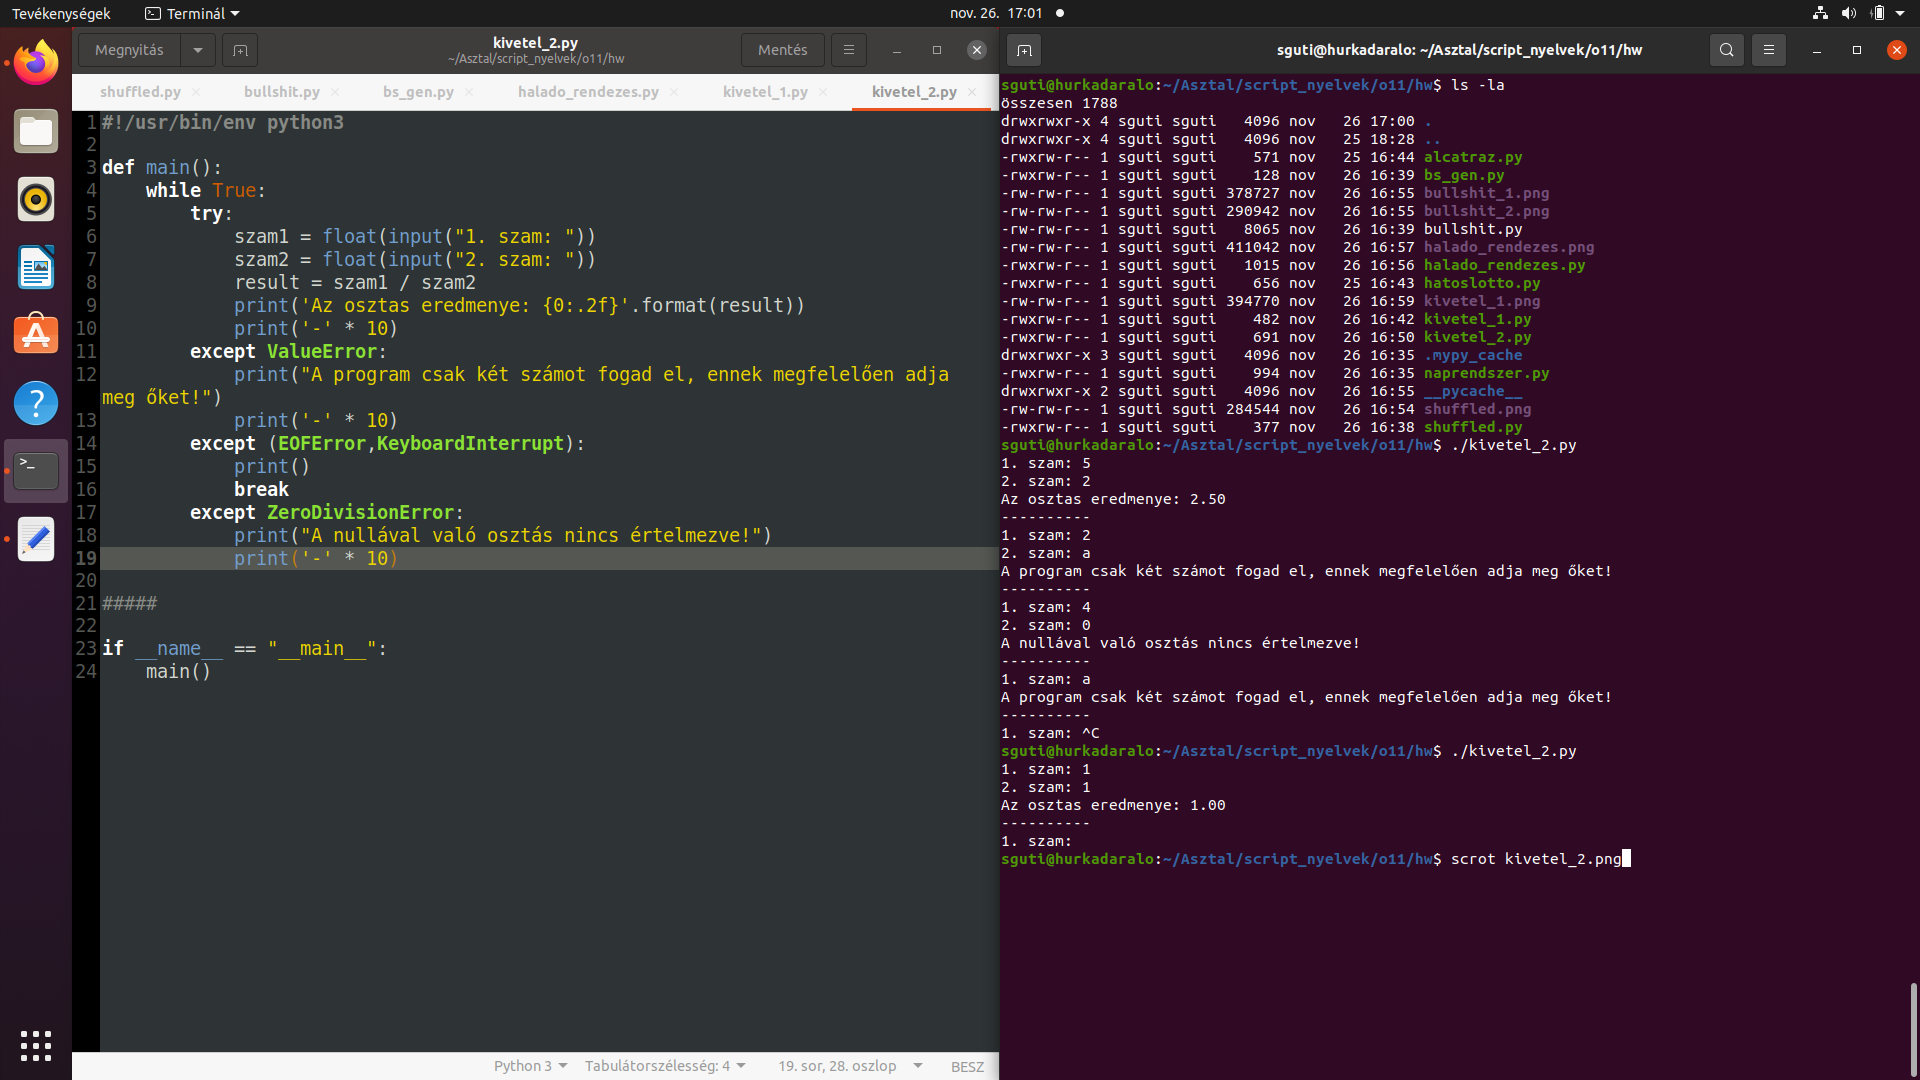 Tevékenységek
Terminál
nov. 26. 17:01
Megnyitás
kivetel_2.py
~/Asztal/script_nyelvek/o11/hw
Mentés
shuffled.py
bullshit.py
bs_gen.py
halado_rendezes.py
kivetel_1.py
kivetel_2.py
1 #!/usr/bin/env python3
2
3 def main():
4     while True:
5         try:
6             szam1 = float(input("1. szam: "))
7             szam2 = float(input("2. szam: "))
8             result = szam1 / szam2
9             print('Az osztas eredmenye: {0:.2f}'.format(result))
10             print('-' * 10)
11         except ValueError:
12             print("A program csak két számot fogad el, ennek megfelelően adja
meg őket!")
13             print('-' * 10)
14         except (EOFError,KeyboardInterrupt):
15             print()
16             break
17         except ZeroDivisionError:
18             print("A nullával való osztás nincs értelmezve!")
19             print('-' * 10)
20
21 #####
22
23 if __name__ == "__main__":
24     main()
Python 3
Tabulátorszélesség: 4
19. sor, 28. oszlop
BESZ
sguti@hurkadaralo: ~/Asztal/script_nyelvek/o11/hw
sguti@hurkadaralo:~/Asztal/script_nyelvek/o11/hw$ ls -la
összesen 1788
drwxrwxr-x 4 sguti sguti   4096 nov   26 17:00 .
drwxrwxr-x 4 sguti sguti   4096 nov   25 18:28 ..
-rwxrw-r-- 1 sguti sguti    571 nov   25 16:44 alcatraz.py
-rwxrw-r-- 1 sguti sguti    128 nov   26 16:39 bs_gen.py
-rw-rw-r-- 1 sguti sguti 378727 nov   26 16:55 bullshit_1.png
-rw-rw-r-- 1 sguti sguti 290942 nov   26 16:55 bullshit_2.png
-rw-rw-r-- 1 sguti sguti   8065 nov   26 16:39 bullshit.py
-rw-rw-r-- 1 sguti sguti 411042 nov   26 16:57 halado_rendezes.png
-rwxrw-r-- 1 sguti sguti   1015 nov   26 16:56 halado_rendezes.py
-rwxrw-r-- 1 sguti sguti    656 nov   25 16:43 hatoslotto.py
-rw-rw-r-- 1 sguti sguti 394770 nov   26 16:59 kivetel_1.png
-rwxrw-r-- 1 sguti sguti    482 nov   26 16:42 kivetel_1.py
-rwxrw-r-- 1 sguti sguti    691 nov   26 16:50 kivetel_2.py
drwxrwxr-x 3 sguti sguti   4096 nov   26 16:35 .mypy_cache
-rwxrw-r-- 1 sguti sguti    994 nov   26 16:35 naprendszer.py
drwxrwxr-x 2 sguti sguti   4096 nov   26 16:55 __pycache__
-rw-rw-r-- 1 sguti sguti 284544 nov   26 16:54 shuffled.png
-rwxrw-r-- 1 sguti sguti    377 nov   26 16:38 shuffled.py
sguti@hurkadaralo:~/Asztal/script_nyelvek/o11/hw$ ./kivetel_2.py
1. szam: 5
2. szam: 2
Az osztas eredmenye: 2.50
----------
1. szam: 2
2. szam: a
A program csak két számot fogad el, ennek megfelelően adja meg őket!
----------
1. szam: 4
2. szam: 0
A nullával való osztás nincs értelmezve!
----------
1. szam: a
A program csak két számot fogad el, ennek megfelelően adja meg őket!
----------
1. szam: ^C
sguti@hurkadaralo:~/Asztal/script_nyelvek/o11/hw$ ./kivetel_2.py
1. szam: 1
2. szam: 1
Az osztas eredmenye: 1.00
----------
1. szam:
sguti@hurkadaralo:~/Asztal/script_nyelvek/o11/hw$ scrot kivetel_2.png